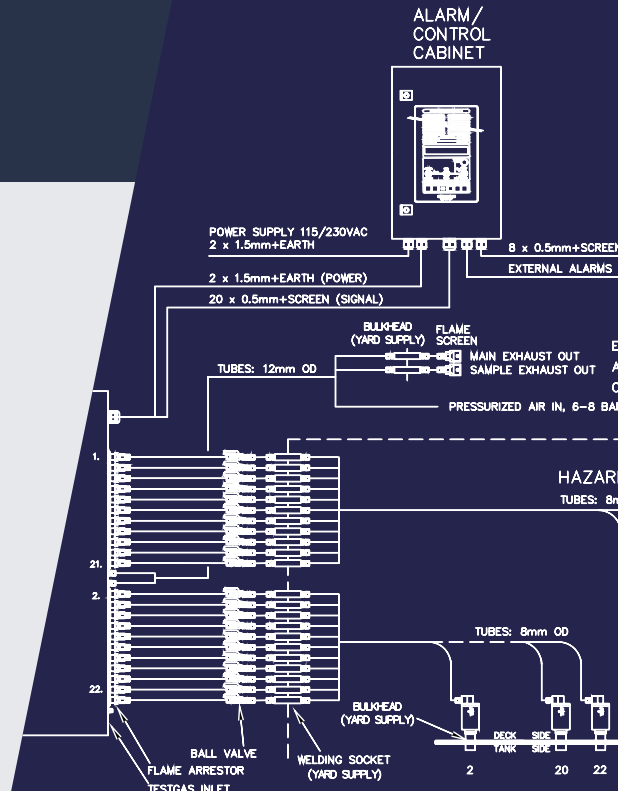 ALARM/
CONTROL
CABINET
POWER SUPPLY 115/230VAC
2 x 1.5mm+EARTH
8 x 0.5mm+SCREEN
2 x 1.5mm+EARTH (POWER)
EXTERNAL ALARMS
20 x 0.5mm+SCREEN (SIGNAL)
BULKHEAD
(YARD SUPPLY)
FLAME
SCREEN
MAIN EXHAUST OUT
TUBES: 12mm OD
SAMPLE EXHAUST OUT
PRESSURIZED AIR IN, 6-8 BA
1.
HAZAR
TUBES: 8m
21.
2.
TUBES: 8mm OD
22.
BULKHEAD
(YARD SUPPLY)
DECK SIDE
TANK SIDE
BALL VALVE
WELDING SOCKET
(YARD SUPPLY)
FLAME ARRESTOR
TESTGAS INLET
2 20 22